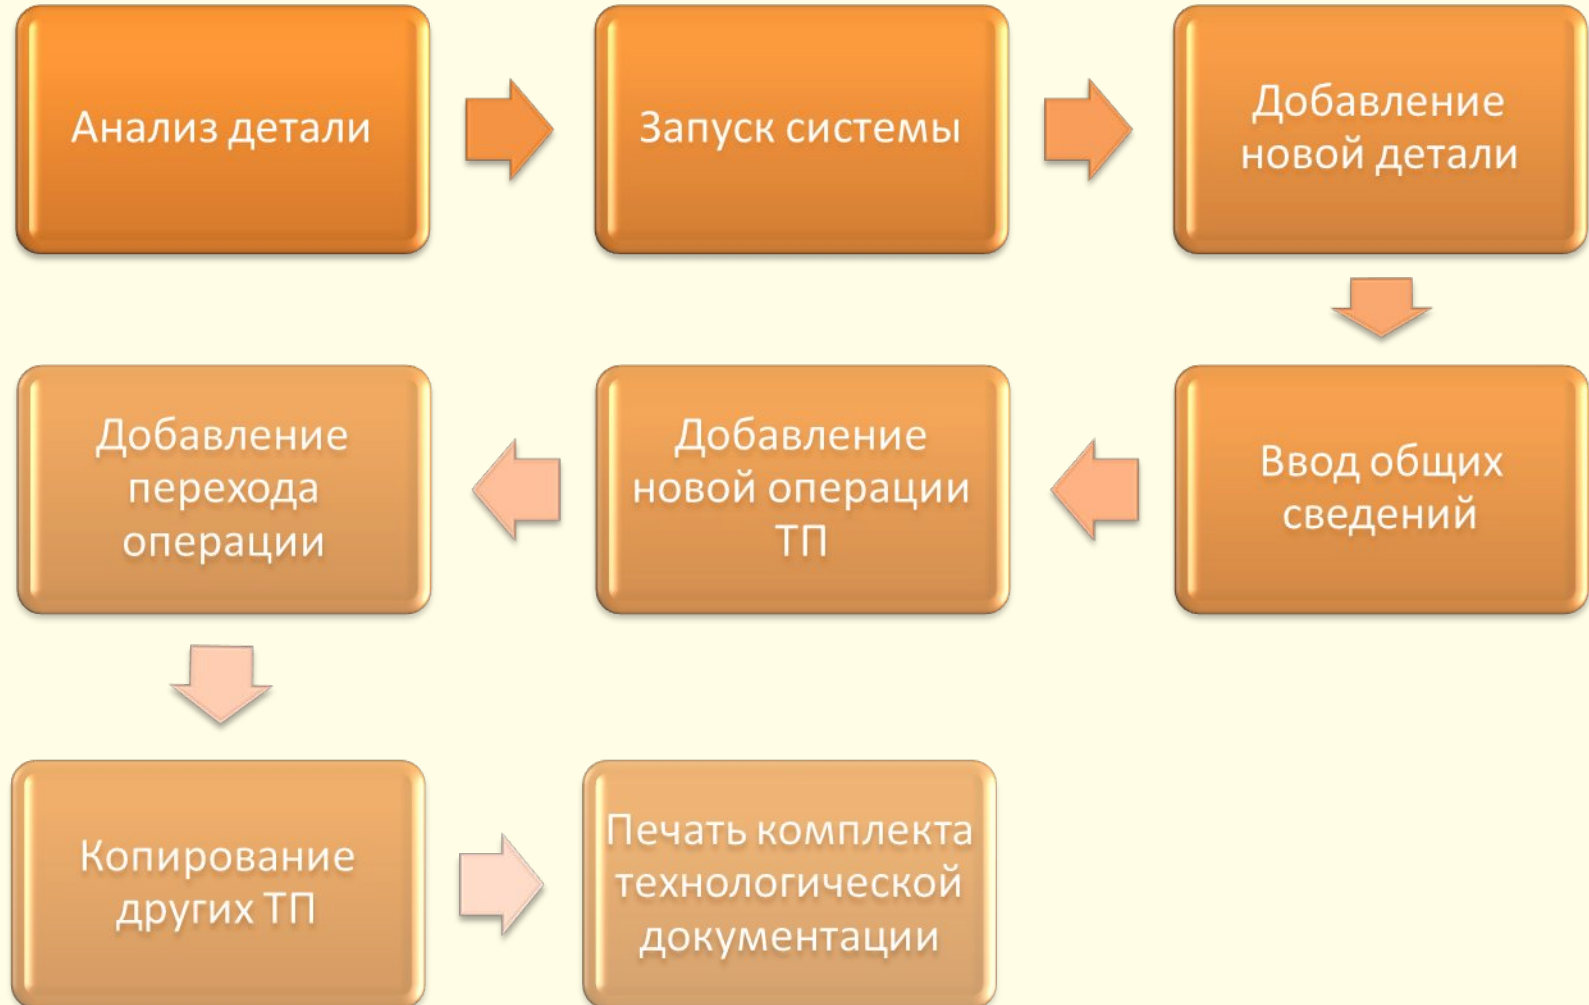 Анализ детали
Запуск системы
Добавление
новой детали
Ввод общих
сведений
Добавление
новой операции
ТП
Добавление
перехода
операции
Копирование
других ТП
Печать комплекта
технологической
документации